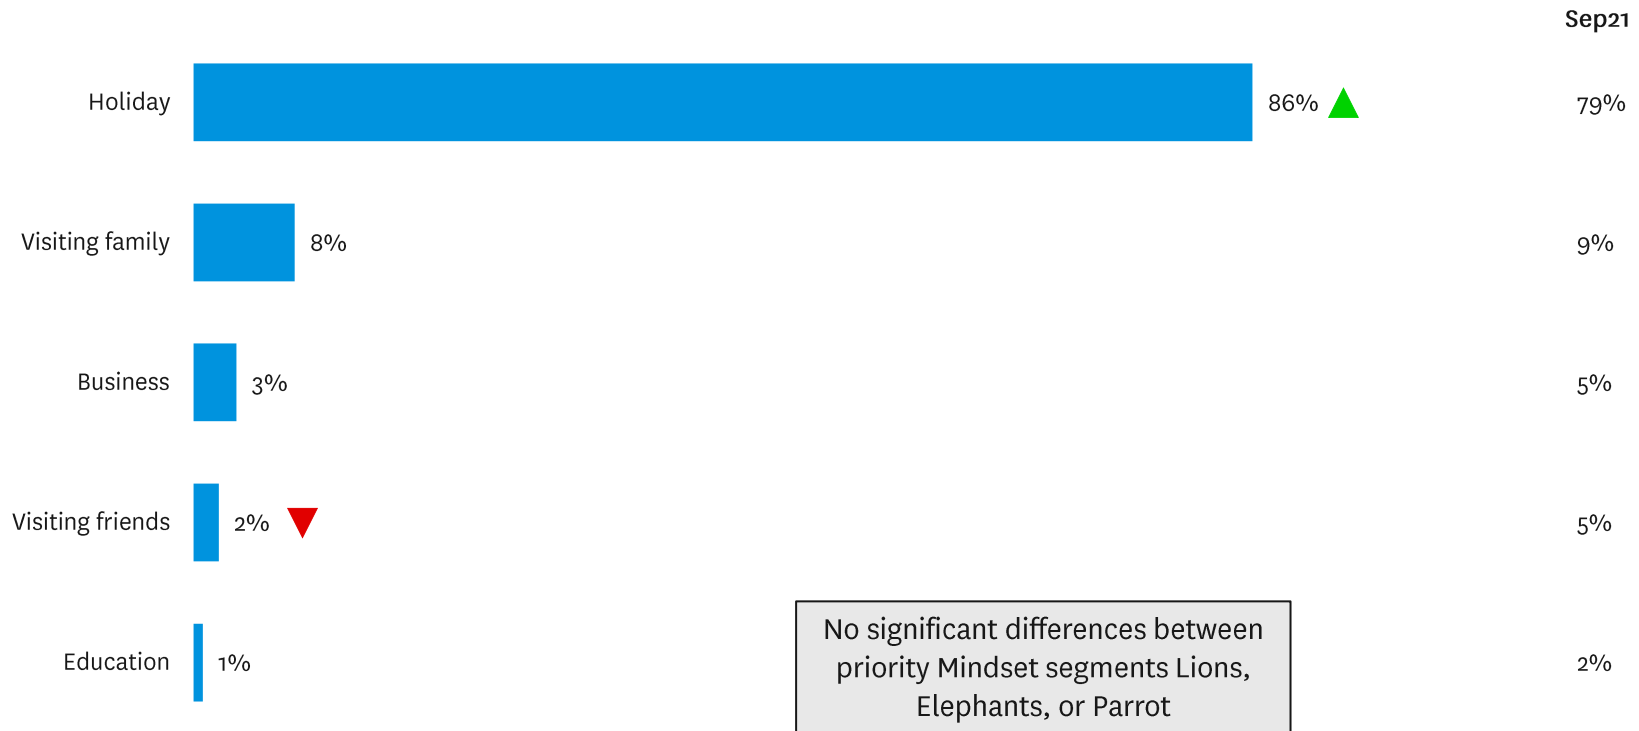 Sep21
Holiday 86% 79%
Visiting family 8% 9%
Business 3% 5%
Visiting friends 2% 5%
Education 1% 2%
No significant differences between
priority Mindset segments Lions,
Elephants, or Parrot